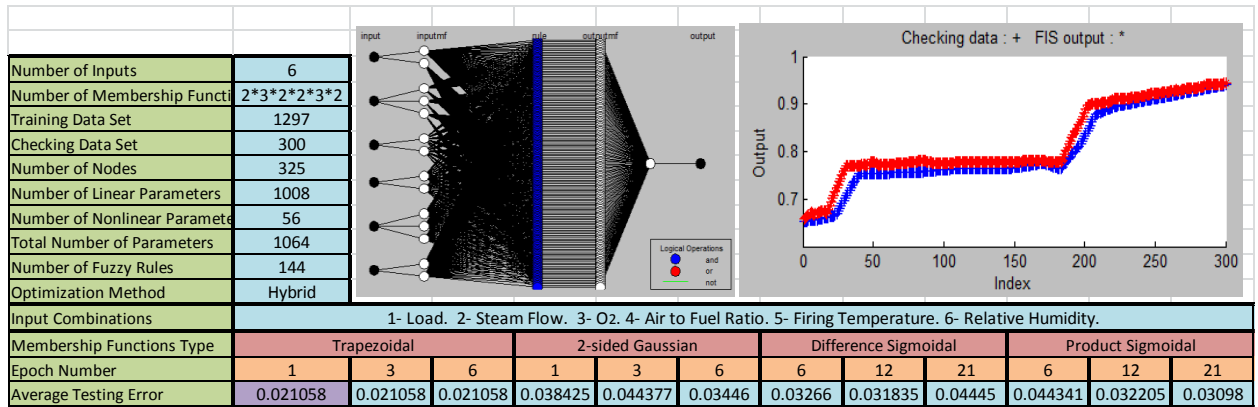 input inputmf rule outputmf output
Checking data : + FIS output : *
Number of Inputs 6
Number of Membership Functi 2*3*2*2*3*2
Training Data Set 1297
Checking Data Set 300
Number of Nodes 325
Number of Linear Parameters 1008
Number of Nonlinear Paramete 56
Total Number of Parameters 1064
Number of Fuzzy Rules 144
Optimization Method Hybrid
Logical Operations
and
or
not
Output
1
0.9
0.8
0.7
0 50 100 150 200 250 300
Index
Input Combinations 1- Load. 2- Steam Flow. 3- O2. 4- Air to Fuel Ratio. 5- Firing Temperature. 6- Relative Humidity.
Membership Functions Type Trapezoidal 2-sided Gaussian Difference Sigmoidal Product Sigmoidal
Epoch Number 1 3 6 1 3 6 6 12 21 6 12 21
Average Testing Error 0.021058 0.021058 0.021058 0.038425 0.044377 0.03446 0.03266 0.031835 0.04445 0.044341 0.032205 0.03098